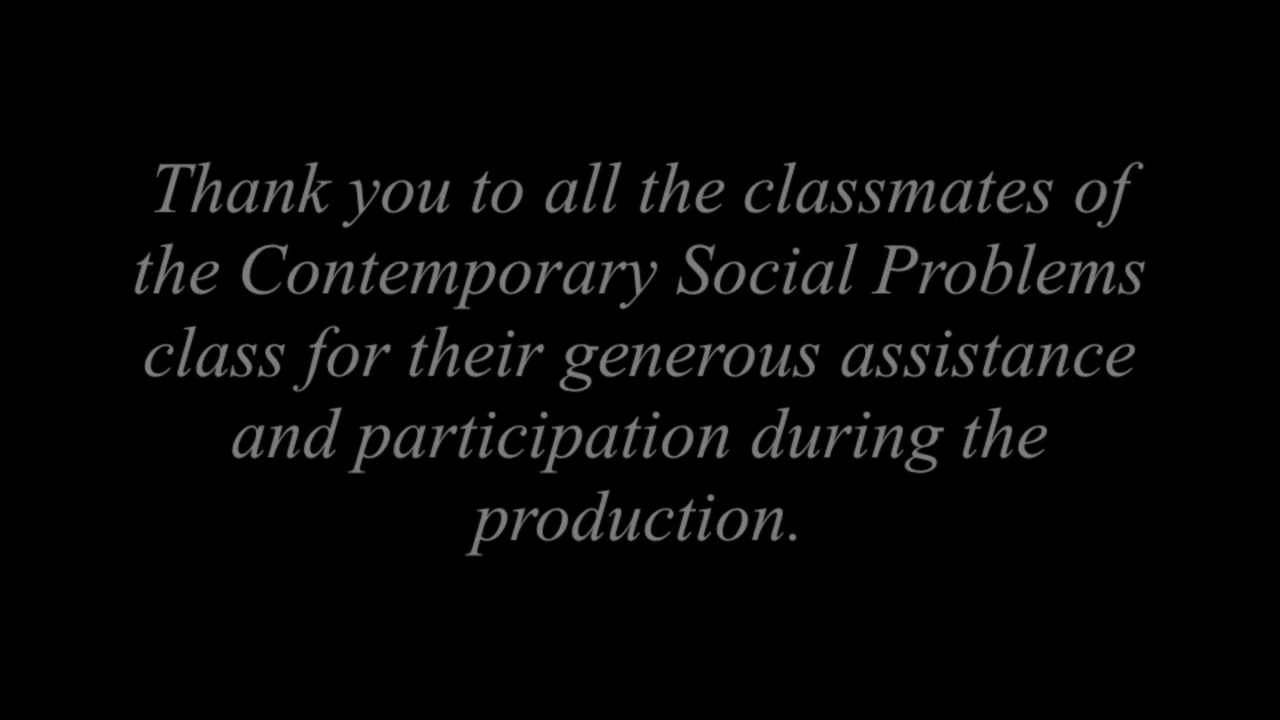 Thank you to all the classmates of
the Contemporary Social Problems
class for their generous assistance
and participation during the
production.